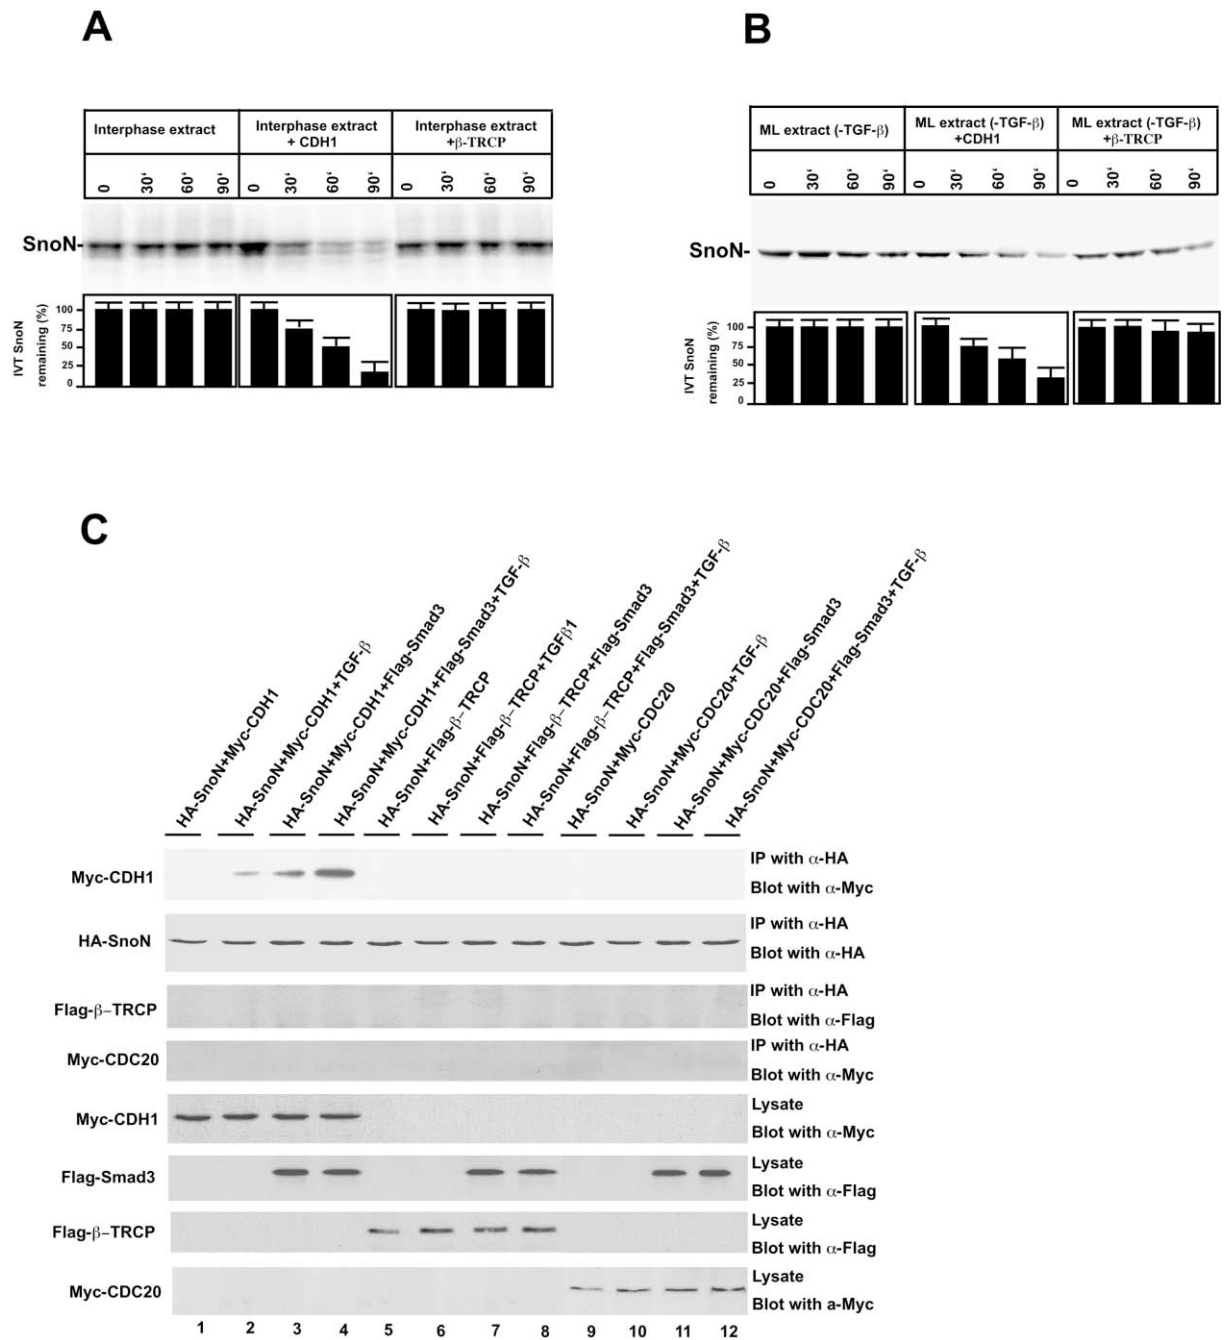 A
Interphase extract
Interphase extract
+ CDH1
Interphase extract
+β-TRCP
0 30‘ 60‘ 90‘ 0 30‘ 60‘ 90‘ 0 30‘ 60‘ 90‘
SnoN-
IVT SnoN
remaining (%)
100
75
50
25
0
B
ML extract (-TGF-β)
ML extract (-TGF-β)
+CDH1
ML extract (-TGF-β)
+β-TRCP
0 30‘ 60‘ 90‘ 0 30‘ 60‘ 90‘ 0 30‘ 60‘ 90‘
SnoN-
IVT SnoN
remaining (%)
100
75
50
25
0
C
HA-SnoN+Myc-CDH1
HA-SnoN+Myc-CDH1+TGF-β
HA-SnoN+Myc-CDH1+Flag-Smad3
HA-SnoN+Myc-CDH1+Flag-Smad3+TGF-β
HA-SnoN+Flag-β–TRCP
HA-SnoN+Flag-β–TRCP+TGFβ1
HA-SnoN+Flag-β–TRCP+Flag-Smad3
HA-SnoN+Flag-β–TRCP+Flag-Smad3+TGF-β
HA-SnoN+Myc-CDC20
HA-SnoN+Myc-CDC20+TGF-β
HA-SnoN+Myc-CDC20+Flag-Smad3
HA-SnoN+Myc-CDC20+Flag-Smad3+TGF-β
Myc-CDH1
IP with α-HA
Blot with α-Myc
HA-SnoN
IP with α-HA
Blot with α-HA
Flag-β–TRCP
IP with α-HA
Blot with α-Flag
Myc-CDC20
IP with α-HA
Blot with α-Myc
Myc-CDH1
Lysate
Blot with α-Myc
Flag-Smad3
Lysate
Blot with α-Flag
Flag-β–TRCP
Lysate
Blot with α-Flag
Myc-CDC20
Lysate
Blot with a-Myc
1 2 3 4 5 6 7 8 9 10 11 12